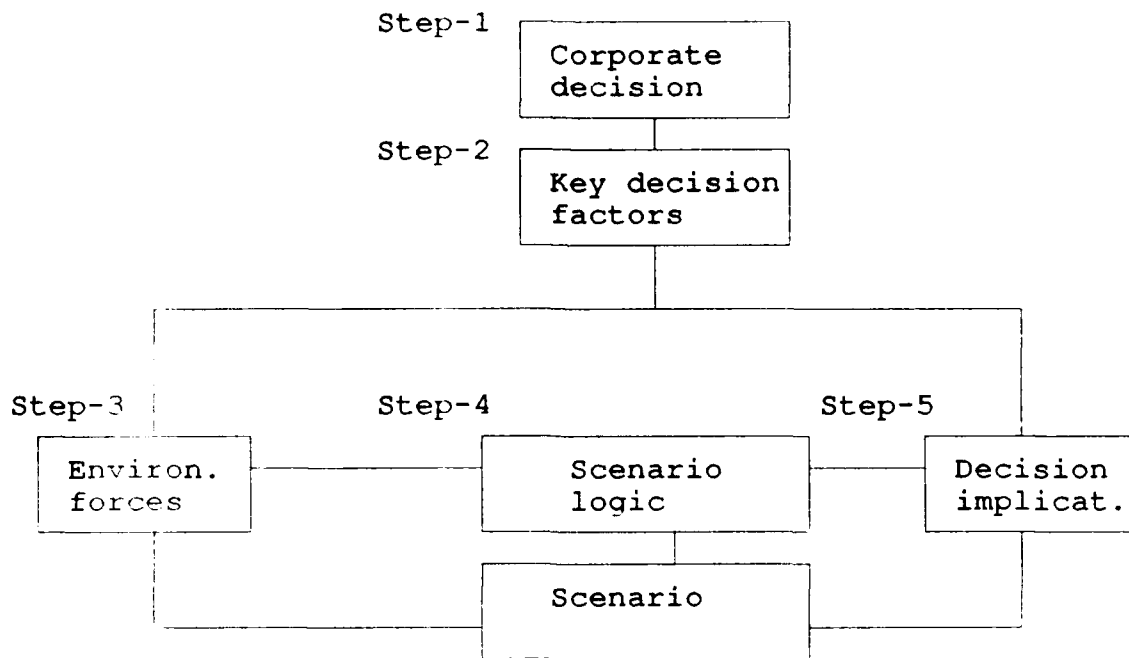 Step-1
Corporate
decision
Step-2
Key decision
factors
Step-3
Step-4
Step-5
Environ.
forces
Scenario
logic
Decision
implicat.
Scenario